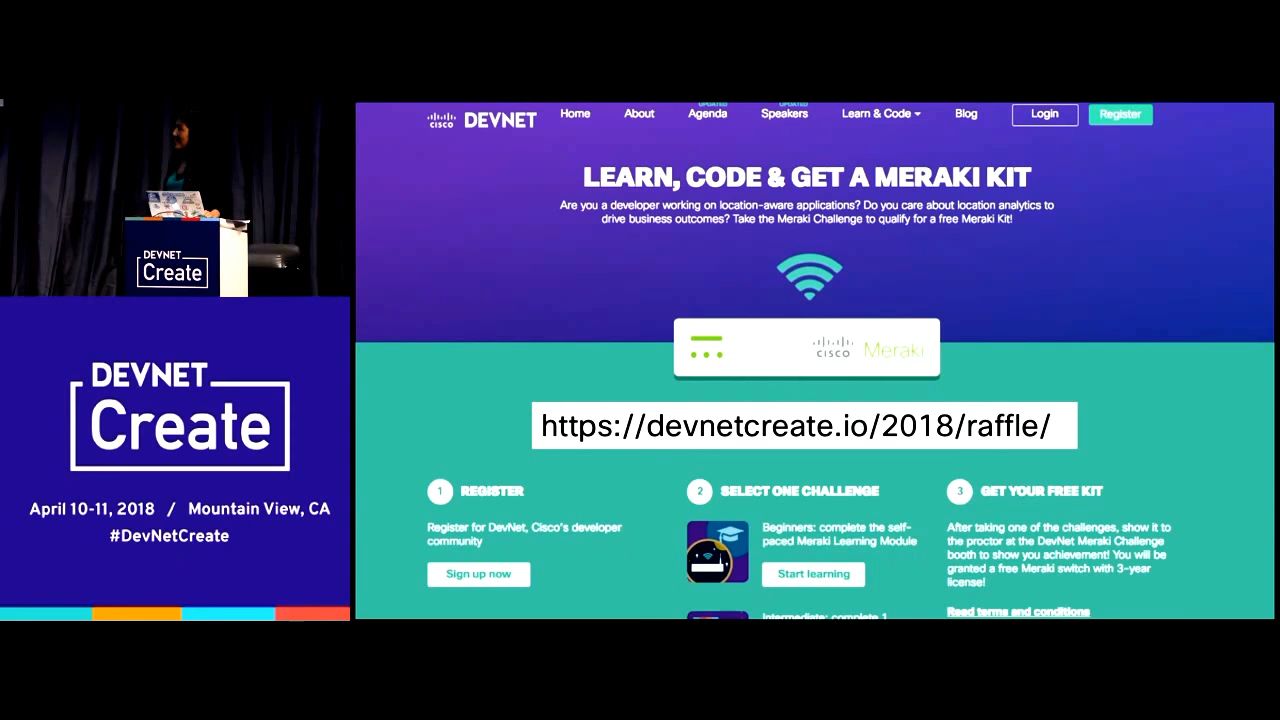 DEVNET
Create
DEVNET
Create
April 10-11, 2018 / Mountain View, CA
#DevNetCreate
CISCO DEVNET
Home
About
UPDATED
Agenda
UPDATED
Speakers
Learn & Code
Blog
Login
Register
LEARN, CODE & GET A MERAKI KIT
Are you a developer working on location-aware applications? Do you care about location analytics to
drive business outcomes? Take the Meraki Challenge to qualify for a free Meraki Kit!
CISCO Meraki
https://devnetcreate.io/2018/raffle/
1 REGISTER
Register for DevNet, Cisco's developer
community
Sign up now
2 SELECT ONE CHALLENGE
Beginners: complete the self-
paced Meraki Learning Module
Start learning
Intermediate: complete 1
3 GET YOUR FREE KIT
After taking one of the challenges, show it to
the proctor at the DevNet Meraki Challenge
booth to show you achievement! You will be
granted a free Meraki switch with 3-year
license!
Read terms and conditions